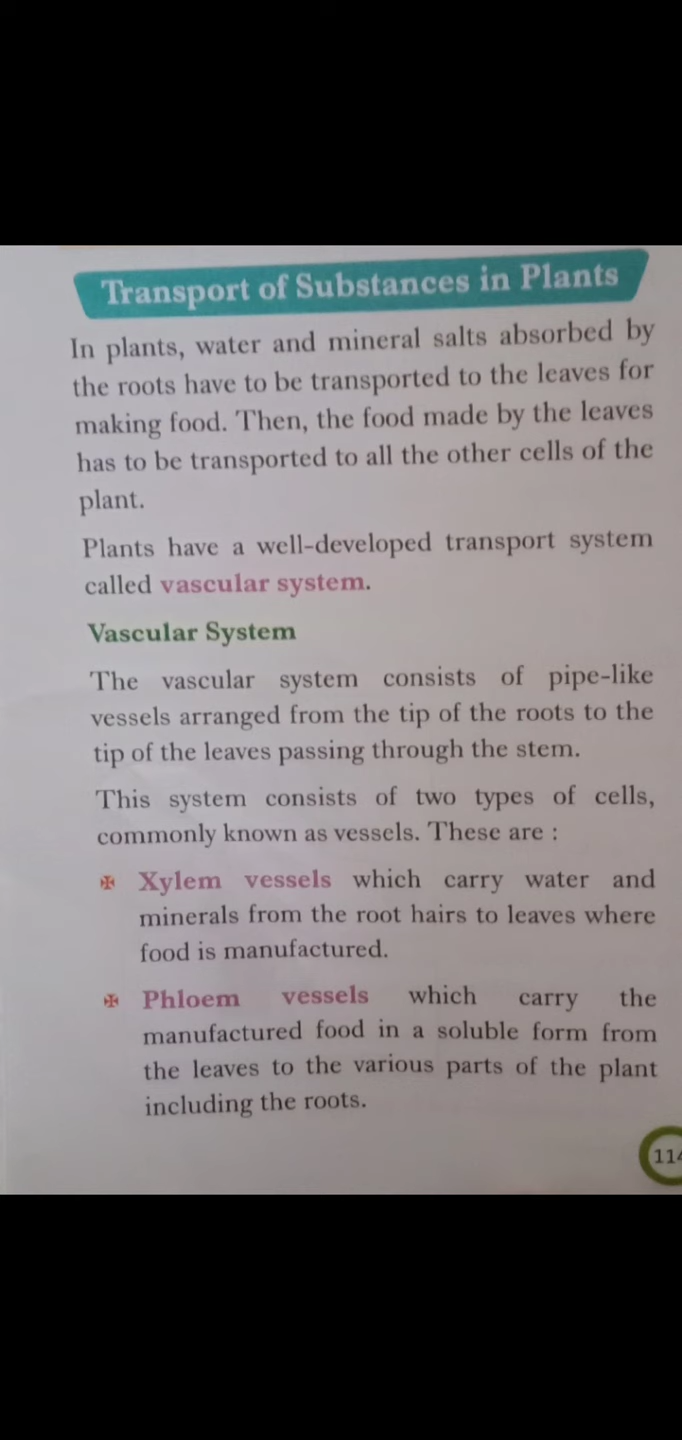 Transport of Substances in Plants
In plants, water and mineral salts absorbed by
the roots have to be transported to the leaves for
making food. Then, the food made by the leaves
has to be transported to all the other cells of the
plant.
Plants have a well-developed transport system
called vascular system.
Vascular System
The vascular system consists of pipe-like
vessels arranged from the tip of the roots to the
tip of the leaves passing through the stem.
This system consists of two types of cells,
commonly known as vessels. These are :
✠ Xylem vessels which carry water and
minerals from the root hairs to leaves where
food is manufactured.
✠ Phloem vessels which carry the
manufactured food in a soluble form from
the leaves to the various parts of the plant
including the roots.
114